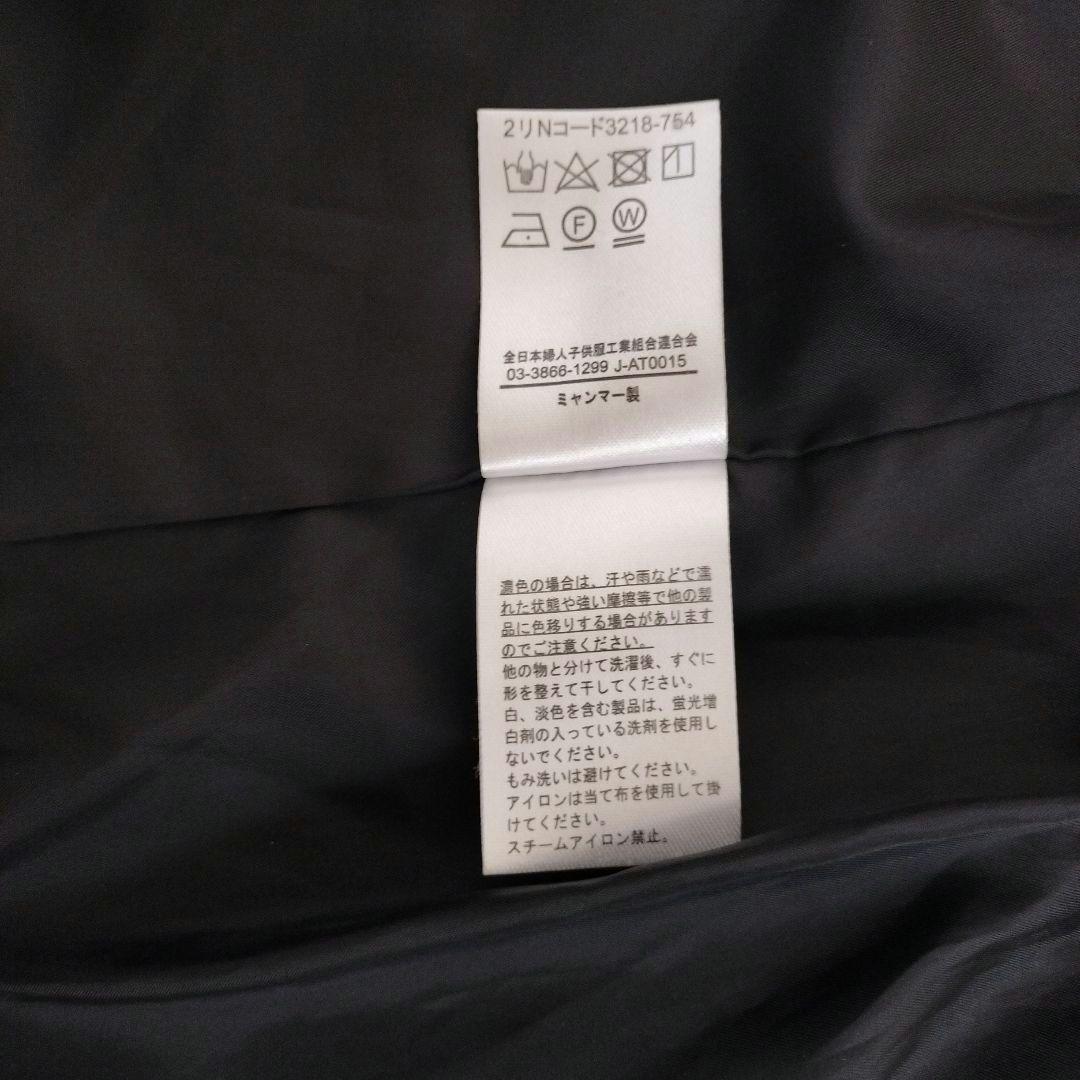 2リNコード3218-754
F W
全日本婦人子供服工業組合連合会
03-3866-1299 J-AT0015
ミャンマー製
濃色の場合は、汗や雨などで濡
れた状態や強い摩擦等で他の製
品に色移りする場合があります
のでご注意ください。
他の物と分けて洗濯後、すぐに
形を整えて干してください。
白、淡色を含む製品は、蛍光増
白剤の入っている洗剤を使用し
ないでください。
もみ洗いは避けてください。
アイロンは当て布を使用して掛
けてください。
スチームアイロン禁止。